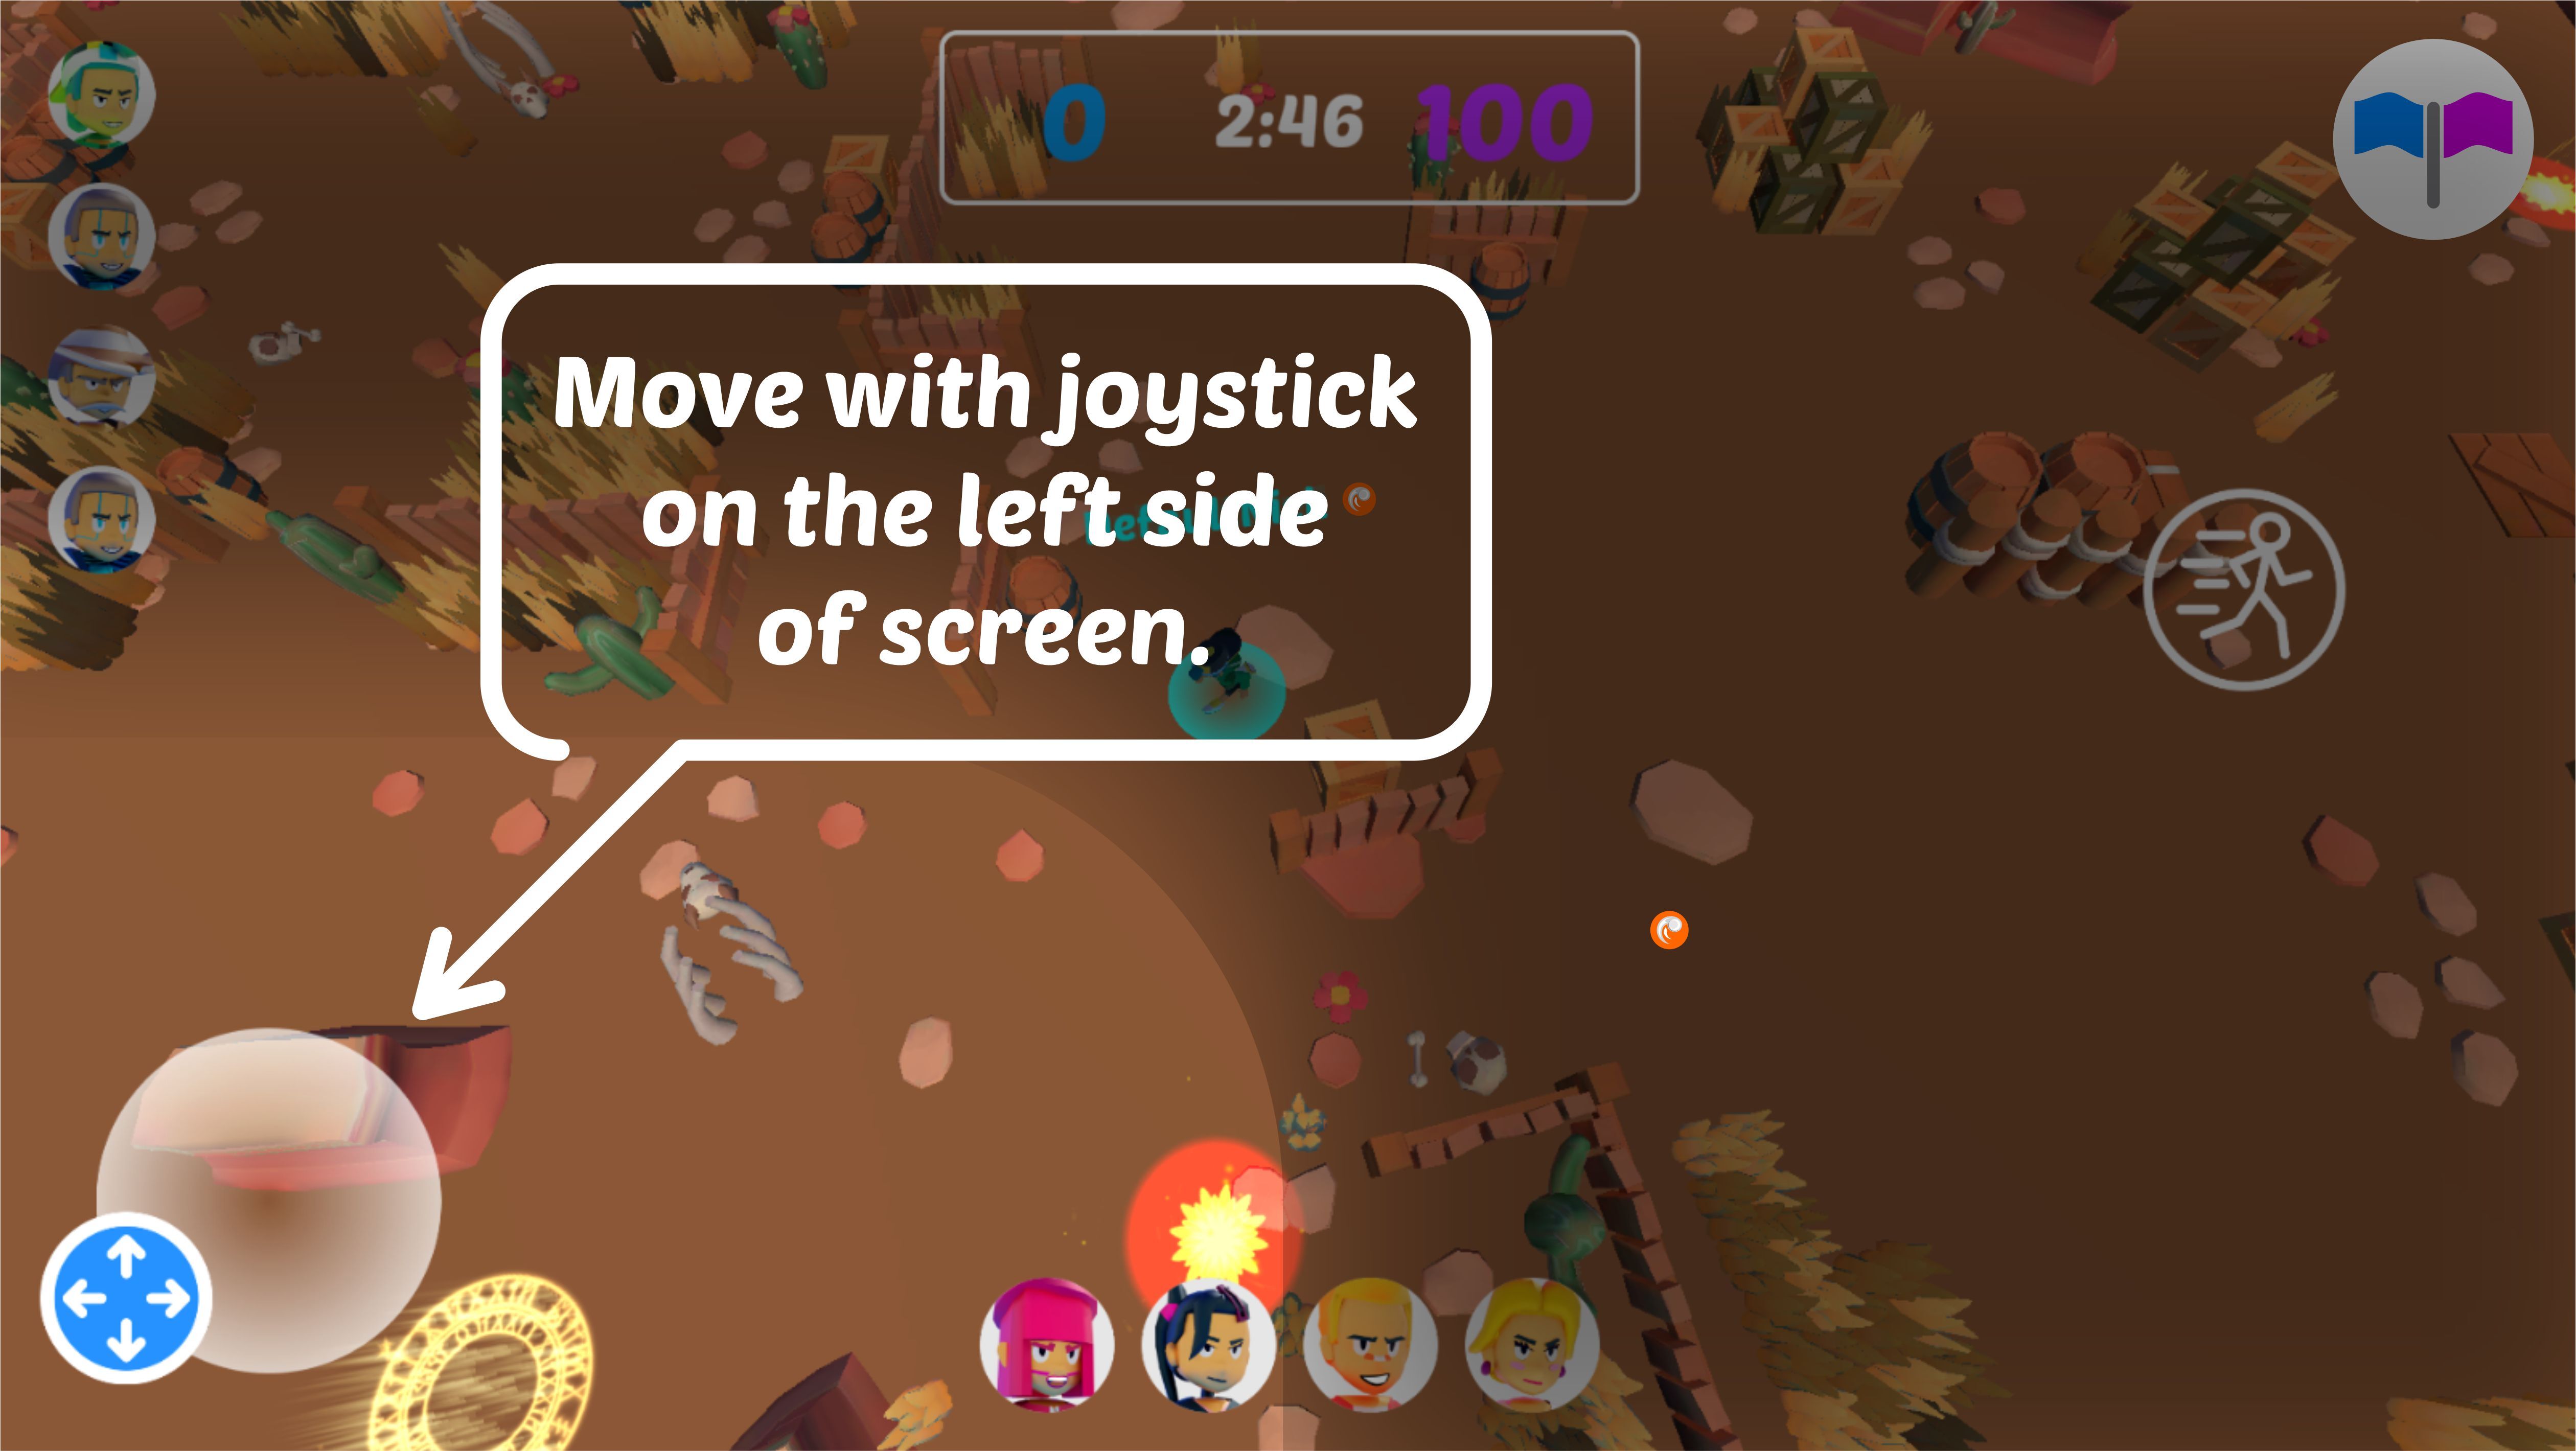 0 2:46 100
Move with joystick
on the left side
of screen.